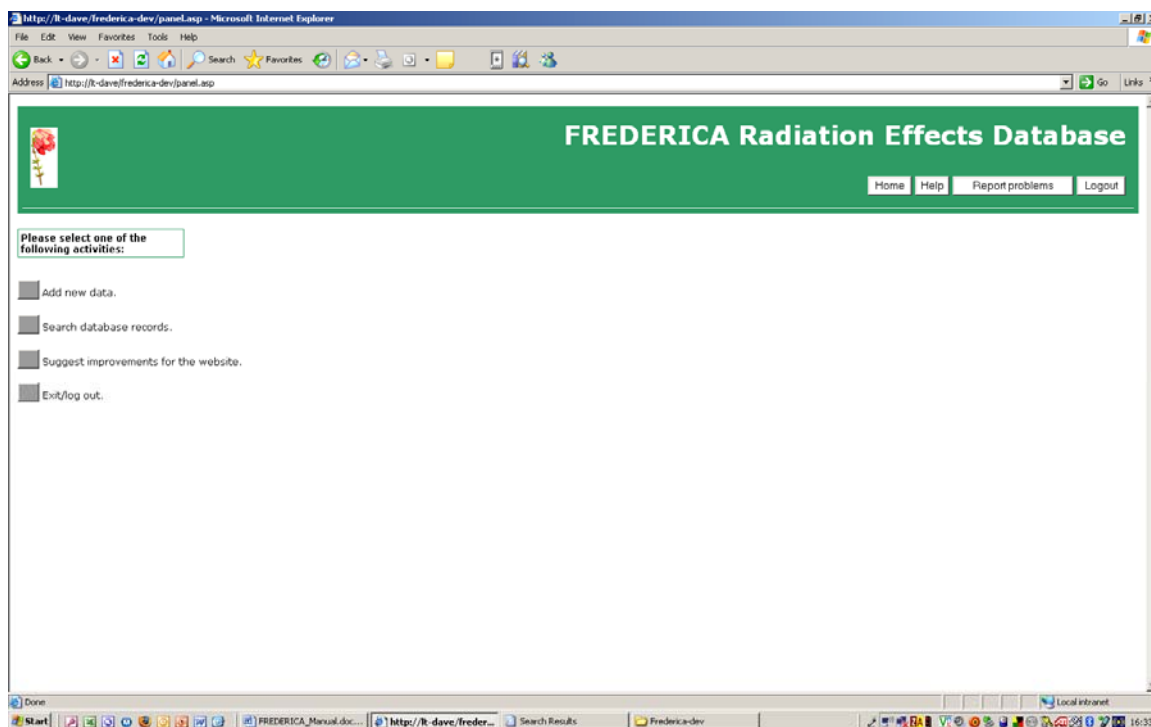 http://lt-dave/frederica-dev/panel.asp - Microsoft Internet Explorer
File Edit View Favorites Tools Help
Back Search Favorites
Address http://lt-dave/frederica-dev/panel.asp Go Links
FREDERICA Radiation Effects Database
Home Help Report problems Logout
Please select one of the
following activities:
Add new data.
Search database records.
Suggest improvements for the website.
Exit/log out.
Done Local intranet
Start FREDERICA_Manual.doc... http://lt-dave/freder... Search Results Frederica-dev